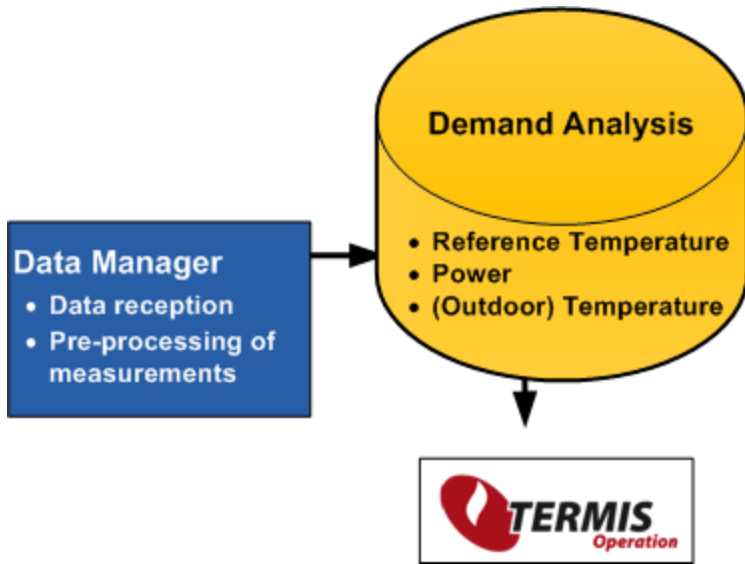 Demand Analysis
• Reference Temperature
• Power
• (Outdoor) Temperature
Data Manager
• Data reception
• Pre-processing of
measurements
TERMIS
Operation